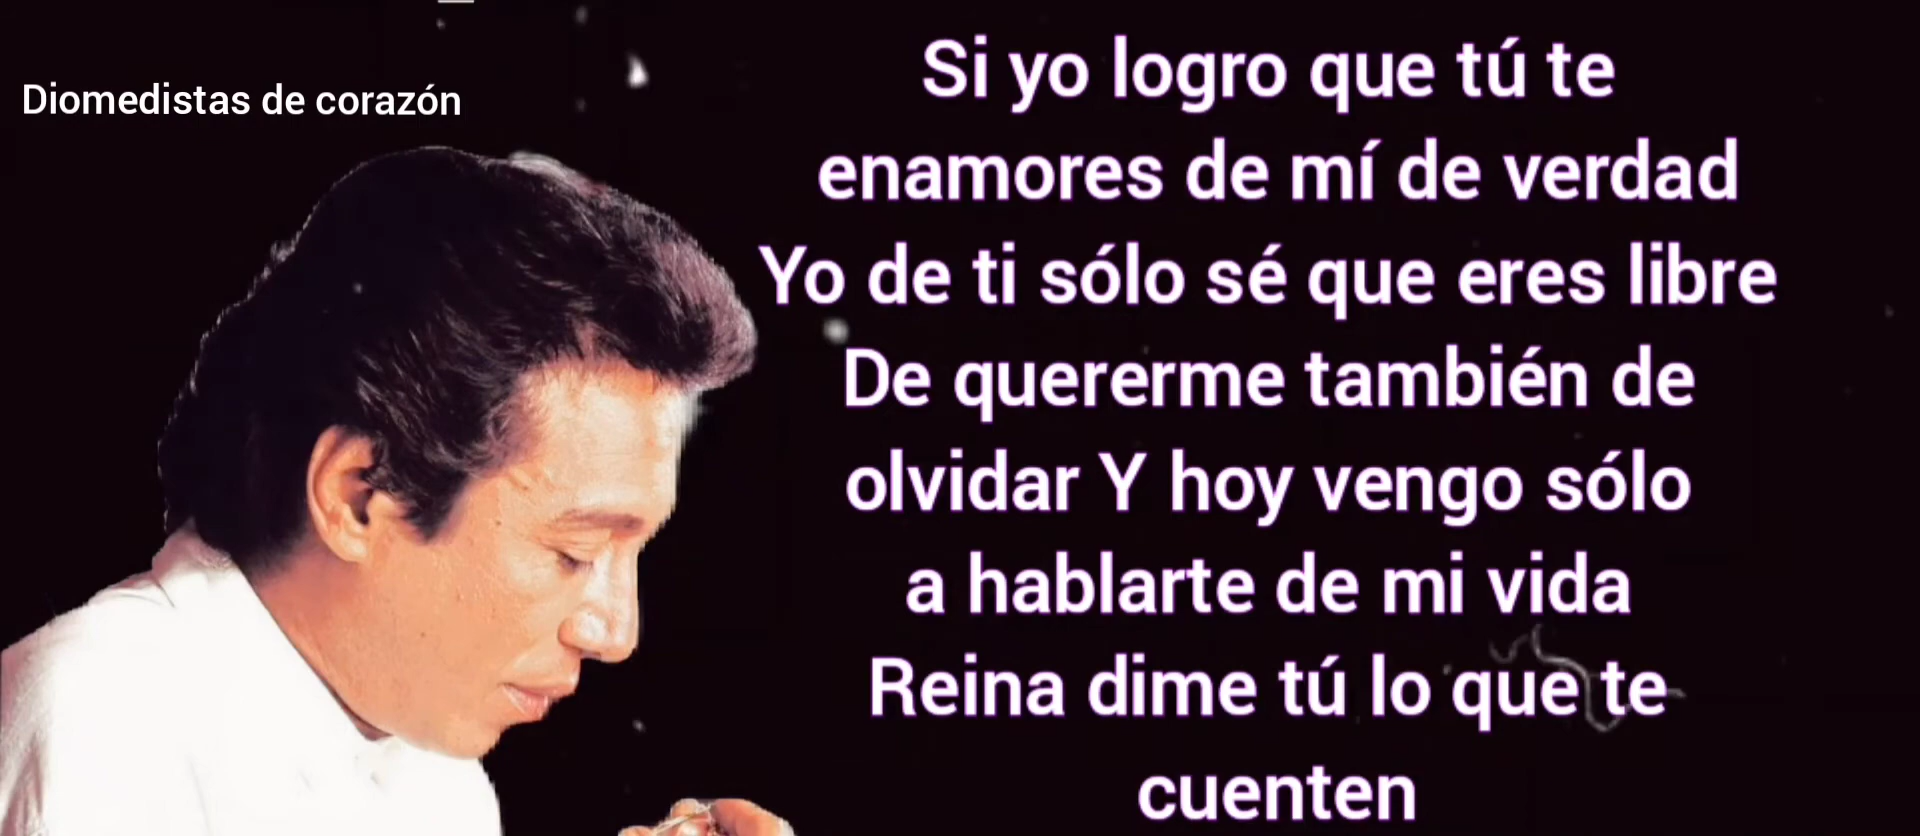 Diomedistas de corazón
Si yo logro que tú te
enamores de mí de verdad
Yo de ti sólo sé que eres libre
De quererme también de
olvidar Y hoy vengo sólo
a hablarte de mi vida
Reina dime tú lo que te
cuenten